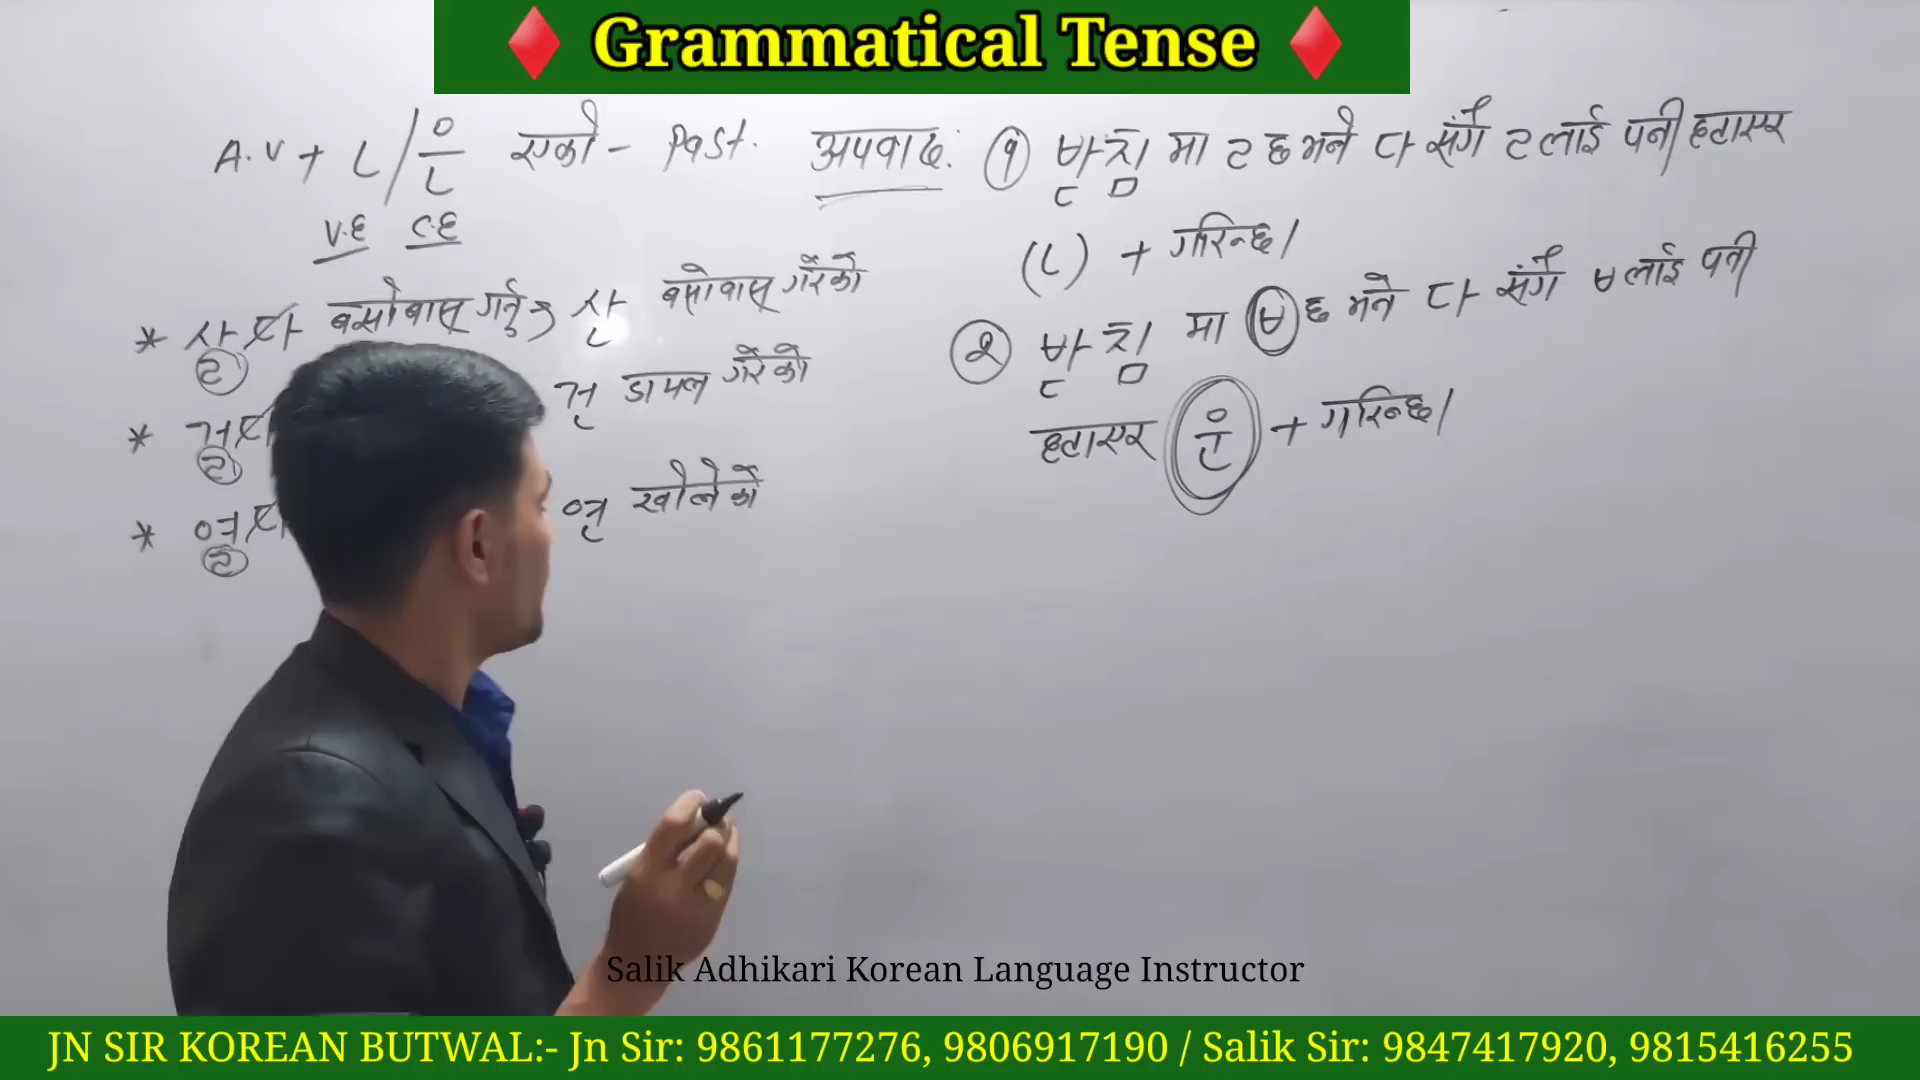 ♦ Grammatical Tense ♦
A.V + ㄴ/은 एको - Past.
V.E C.E
* 살다 बसोबास् गर्नु → 산 बसोबास् गरेको
* 걸다 건 डायल गरेको
* 열다 연 खोलेको
अपवाद: ① 받침 मा ㄹ छ भने 다 सँगै ㄹ लाई पनी हटाएर
(ㄴ) + गरिन्छ।
② 받침 मा ㅂ छ भने 다 सँगै ㅂ लाई पनी
हटाएर 운 + गरिन्छ।
Salik Adhikari Korean Language Instructor
JN SIR KOREAN BUTWAL:- Jn Sir: 9861177276, 9806917190 / Salik Sir: 9847417920, 9815416255